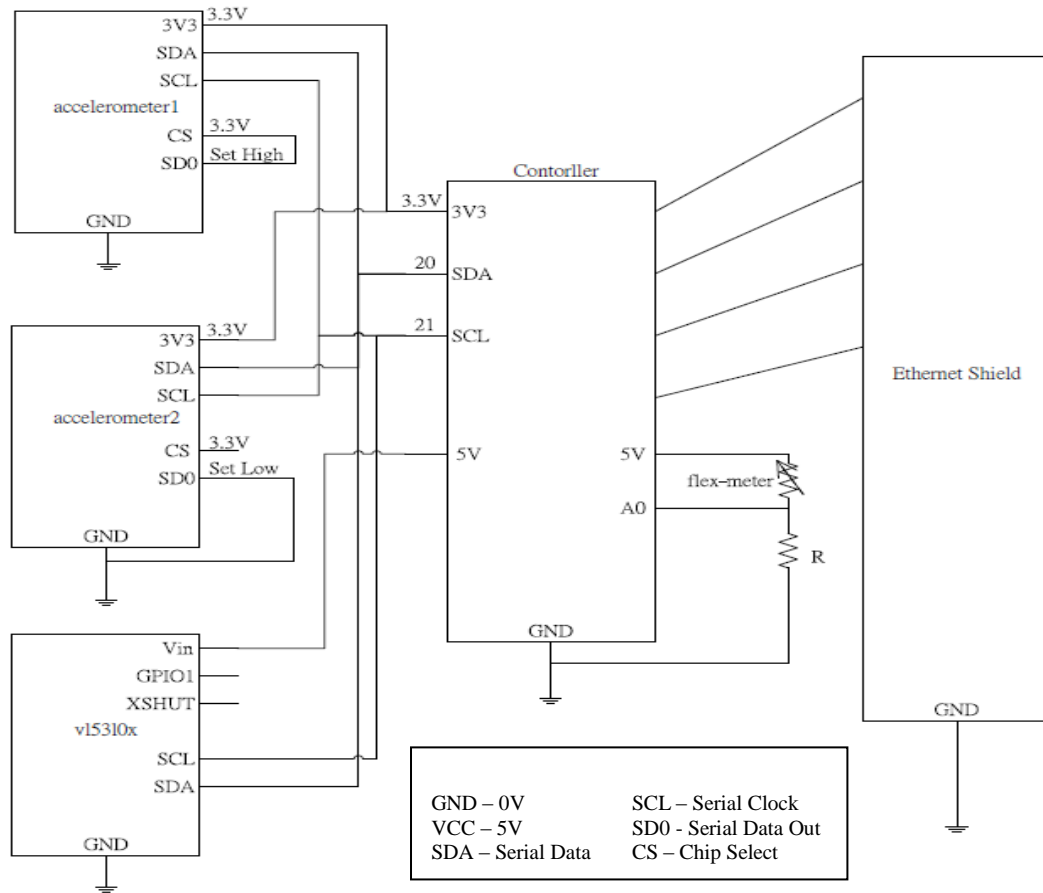 3V3
3.3V
SDA
SCL
accelerometer1
CS
3.3V
SD0
Set High
GND
3V3
3.3V
SDA
SCL
accelerometer2
CS
3.3V
SD0
Set Low
GND
Vin
GPIO1
XSHUT
vl53l0x
SCL
SDA
GND
Contorller
3.3V
3V3
20
SDA
21
SCL
5V
5V
flex-meter
A0
R
GND
Ethernet Shield
GND
GND – 0V
VCC – 5V
SDA – Serial Data
SCL – Serial Clock
SD0 - Serial Data Out
CS – Chip Select